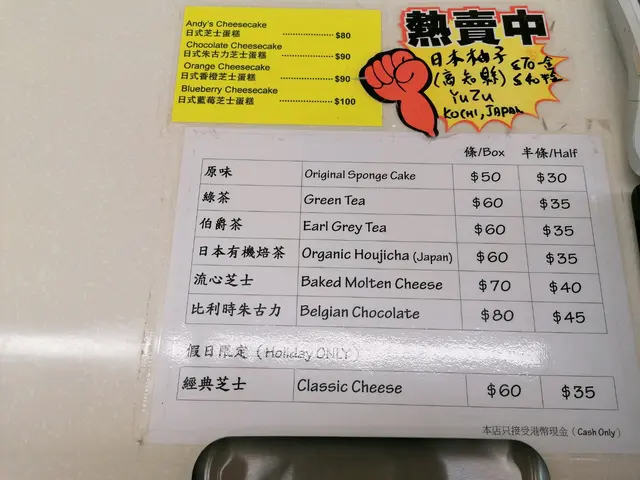 Andy's Cheesecake
日式芝士蛋糕 $80
Chocolate Cheesecake
日式朱古力芝士蛋糕 $90
Orange Cheesecake
日式香橙芝士蛋糕 $90
Blueberry Cheesecake
日式藍莓芝士蛋糕 $100
熱賣中
日本柚子
(高知縣)
YUZU
KOCHI, JAPAN
條/Box 半條/Half
原味 Original Sponge Cake $50 $30
綠茶 Green Tea $60 $35
伯爵茶 Earl Grey Tea $60 $35
日本有機焙茶 Organic Houjicha (Japan) $60 $35
流心芝士 Baked Molten Cheese $70 $40
比利時朱古力 Belgian Chocolate $80 $45
假日限定 (Holiday ONLY)
經典芝士 Classic Cheese $60 $35
本店只接受港幣現金 (Cash Only)